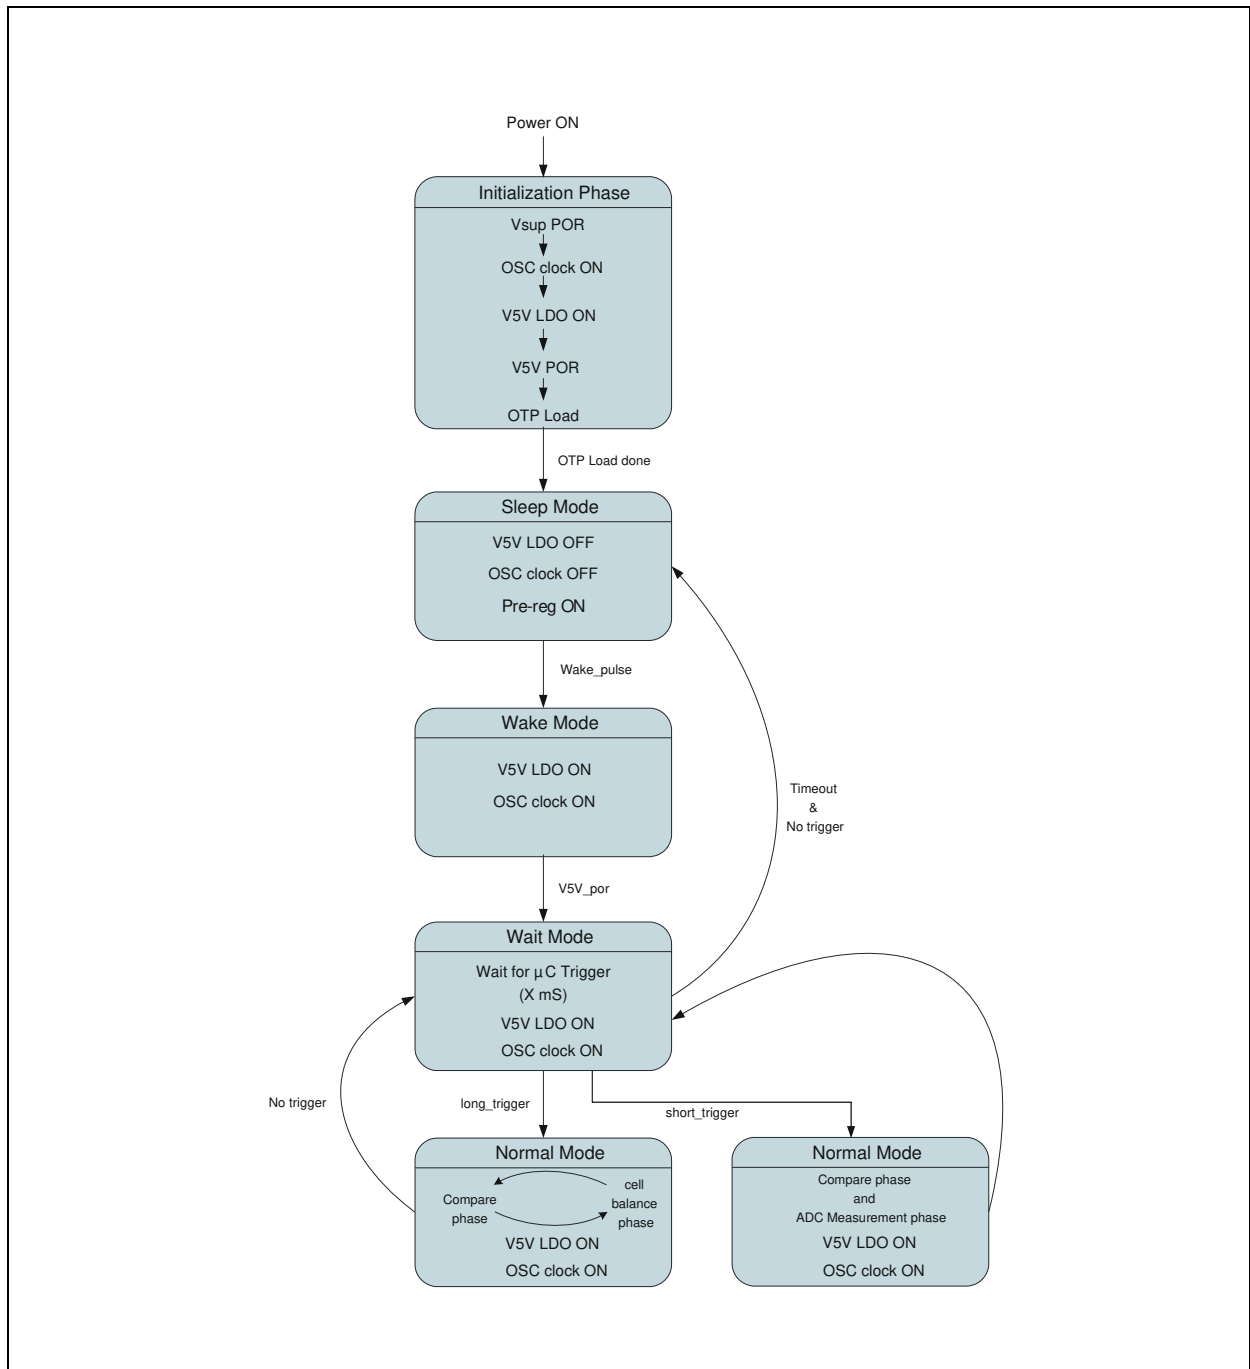 Power ON
Initialization Phase
Vsup POR
OSC clock ON
V5V LDO ON
V5V POR
OTP Load
OTP Load done
Sleep Mode
V5V LDO OFF
OSC clock OFF
Pre-reg ON
Wake_pulse
Wake Mode
V5V LDO ON
OSC clock ON
Timeout
&
No trigger
V5V_por
Wait Mode
Wait for µC Trigger
(X mS)
V5V LDO ON
OSC clock ON
No trigger
long_trigger
short_trigger
Normal Mode
Compare
phase
cell
balance
phase
V5V LDO ON
OSC clock ON
Normal Mode
Compare phase
and
ADC Measurement phase
V5V LDO ON
OSC clock ON